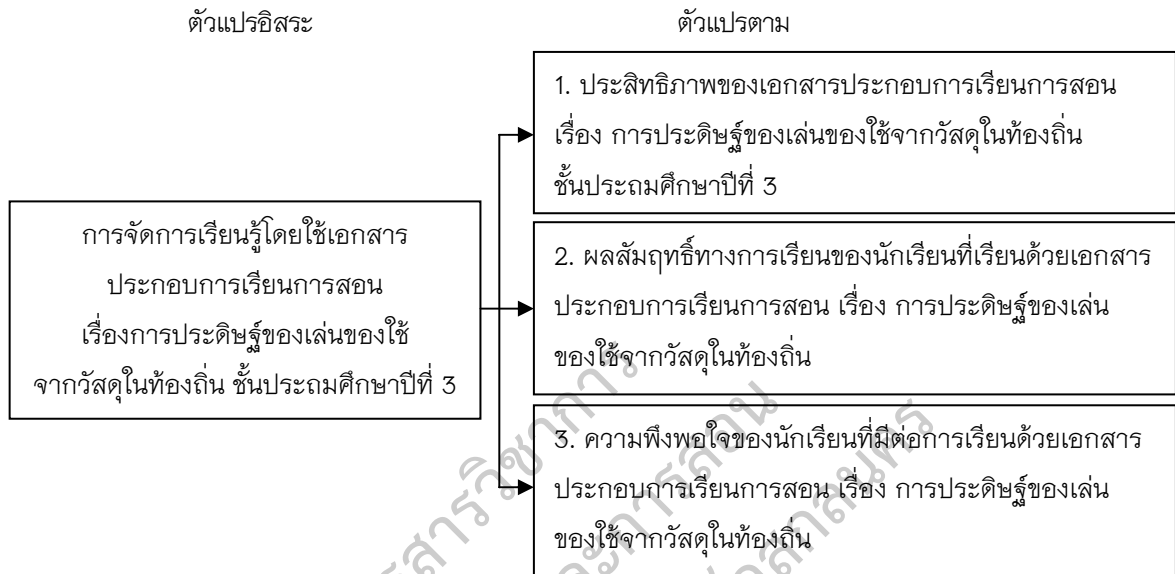 ตัวแปรอิสระ
ตัวแปรตาม
การจัดการเรียนรู้โดยใช้เอกสาร
ประกอบการเรียนการสอน
เรื่องการประดิษฐ์ของเล่นของใช้
จากวัสดุในท้องถิ่น ชั้นประถมศึกษาปีที่ 3
1. ประสิทธิภาพของเอกสารประกอบการเรียนการสอน
เรื่อง การประดิษฐ์ของเล่นของใช้จากวัสดุในท้องถิ่น
ชั้นประถมศึกษาปีที่ 3
2. ผลสัมฤทธิ์ทางการเรียนของนักเรียนที่เรียนด้วยเอกสาร
ประกอบการเรียนการสอน เรื่อง การประดิษฐ์ของเล่น
ของใช้จากวัสดุในท้องถิ่น
3. ความพึงพอใจของนักเรียนที่มีต่อการเรียนด้วยเอกสาร
ประกอบการเรียนการสอน เรื่อง การประดิษฐ์ของเล่น
ของใช้จากวัสดุในท้องถิ่น